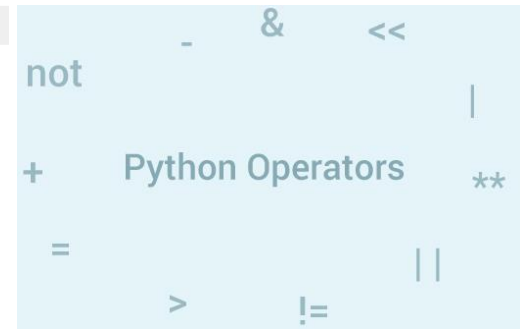 - & <<
not
|
+ Python Operators **
= ||
> !=